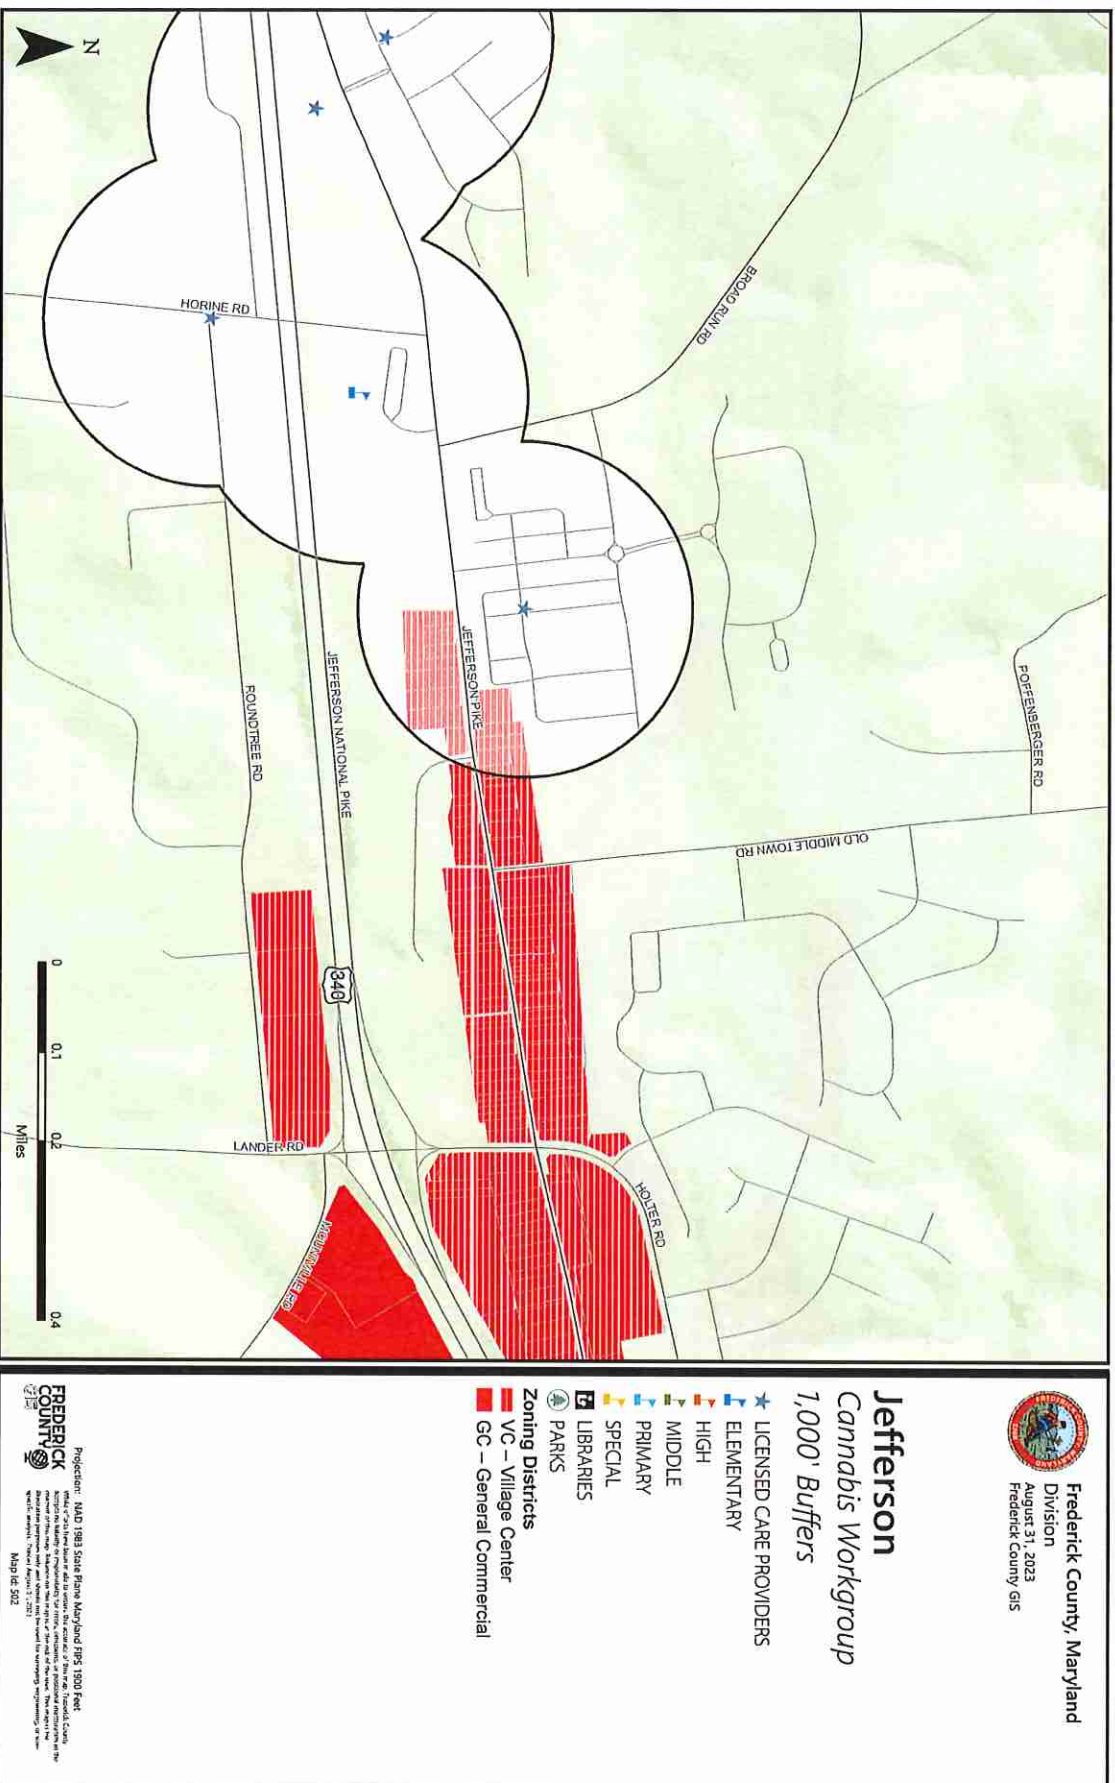 N
HORINE RD
BROAD RUN RD
JEFFERSON PIKE
JEFFERSON NATIONAL PIKE
ROUNDTREE RD
POFFENBERGER RD
OLD MIDDLETOWN RD
340
LANDER RD
HOLTER RD
MOUNTVILLE RD
0 0.1 0.2 0.4
Miles
Frederick County, Maryland
Division
August 31, 2023
Frederick County GIS
Jefferson
Cannabis Workgroup
1,000' Buffers
LICENSED CARE PROVIDERS
ELEMENTARY
HIGH
MIDDLE
PRIMARY
SPECIAL
LIBRARIES
PARKS
Zoning Districts
VC – Village Center
GC – General Commercial
FREDERICK
COUNTY
Projection: NAD 1983 State Plane Maryland FIPS 1900 Feet
Map Id: 502